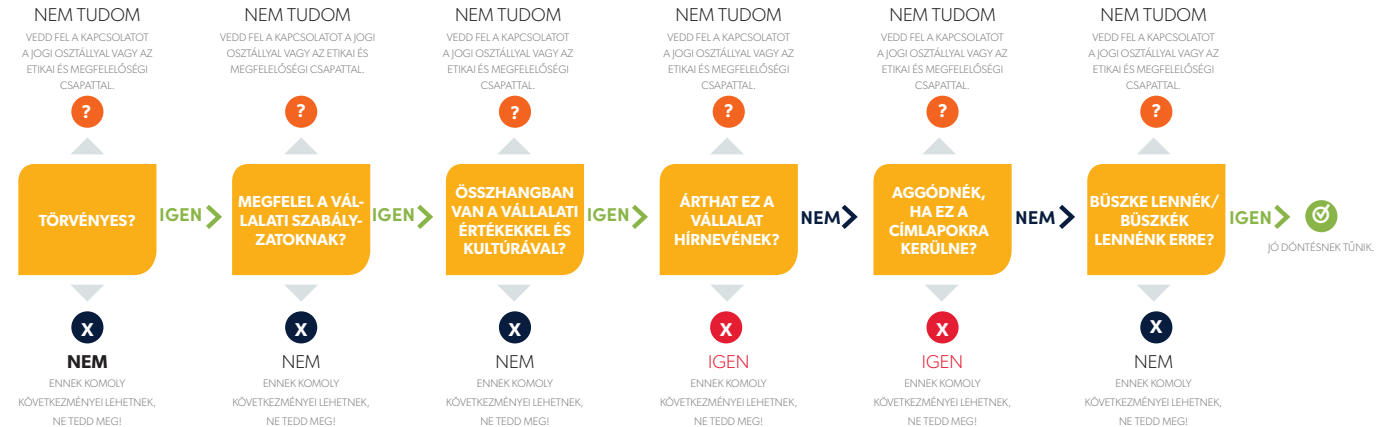 NEM TUDOM
VEDD FEL A KAPCSOLATOT
A JOGI OSZTÁLLYAL VAGY AZ
ETIKAI ÉS MEGFELELŐSÉGI
CSAPATTAL.
?
TÖRVÉNYES?
IGEN
X
NEM
ENNEK KOMOLY
KÖVETKEZMÉNYEI LEHETNEK,
NE TEDD MEG!
NEM TUDOM
VEDD FEL A KAPCSOLATOT A JOGI
OSZTÁLLYAL VAGY AZ ETIKAI ÉS
MEGFELELŐSÉGI CSAPATTAL.
?
MEGFELEL A VÁL-
LALATI SZABÁLY-
ZATOKNAK?
IGEN
X
NEM
ENNEK KOMOLY
KÖVETKEZMÉNYEI LEHETNEK,
NE TEDD MEG!
NEM TUDOM
VEDD FEL A KAPCSOLATOT
A JOGI OSZTÁLLYAL VAGY AZ
ETIKAI ÉS MEGFELELŐSÉGI
CSAPATTAL.
?
ÖSSZHANGBAN
VAN A VÁLLALATI
ÉRTÉKEKKEL ÉS
KULTÚRÁVAL?
IGEN
X
NEM
ENNEK KOMOLY
KÖVETKEZMÉNYEI LEHETNEK,
NE TEDD MEG!
NEM TUDOM
VEDD FEL A KAPCSOLATOT
A JOGI OSZTÁLLYAL VAGY AZ
ETIKAI ÉS MEGFELELŐSÉGI
CSAPATTAL.
?
ÁRTHAT EZ A
VÁLLALAT
HÍRNEVÉNEK?
NEM
X
IGEN
ENNEK KOMOLY
KÖVETKEZMÉNYEI LEHETNEK,
NE TEDD MEG!
NEM TUDOM
VEDD FEL A KAPCSOLATOT
A JOGI OSZTÁLLYAL VAGY AZ
ETIKAI ÉS MEGFELELŐSÉGI
CSAPATTAL.
?
AGGÓDNÉK,
HA EZ A
CÍMLAPOKRA
KERÜLNE?
NEM
X
IGEN
ENNEK KOMOLY
KÖVETKEZMÉNYEI LEHETNEK,
NE TEDD MEG!
NEM TUDOM
VEDD FEL A KAPCSOLATOT
A JOGI OSZTÁLLYAL VAGY AZ
ETIKAI ÉS MEGFELELŐSÉGI
CSAPATTAL.
?
BÜSZKE LENNÉK/
BÜSZKÉK
LENNÉNK ERRE?
IGEN
X
NEM
ENNEK KOMOLY
KÖVETKEZMÉNYEI LEHETNEK,
NE TEDD MEG!
JÓ DÖNTÉSNEK TŰNIK.